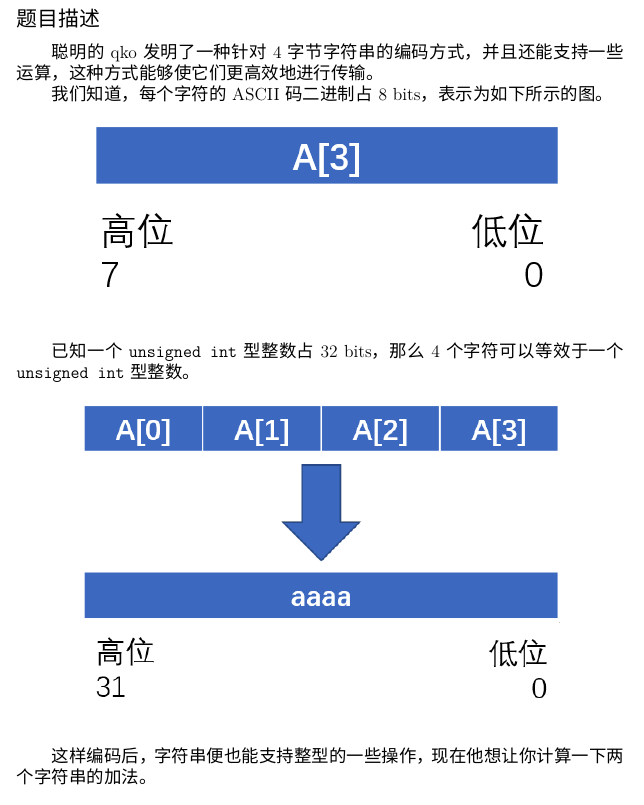 题目描述
聪明的 qko 发明了一种针对 4 字节字符串的编码方式，并且还能支持一些
运算，这种方式能够使它们更高效地进行传输。
我们知道，每个字符的 ASCII 码二进制占 8 bits，表示为如下所示的图。
A[3]
高位 低位
7 0
已知一个 unsigned int 型整数占 32 bits，那么 4 个字符可以等效于一个
unsigned int 型整数。
A[0] A[1] A[2] A[3]
aaaa
高位 低位
31 0
这样编码后，字符串便也能支持整型的一些操作，现在他想让你计算一下两
个字符串的加法。